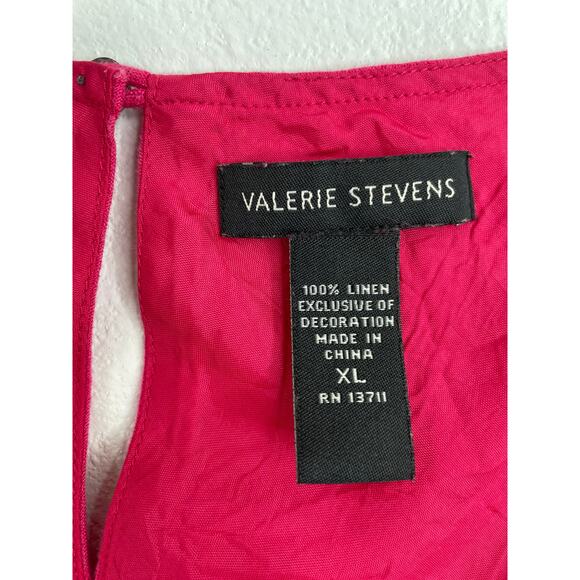 VALERIE STEVENS
100% LINEN
EXCLUSIVE OF
DECORATION
MADE IN
CHINA
XL
RN 13711